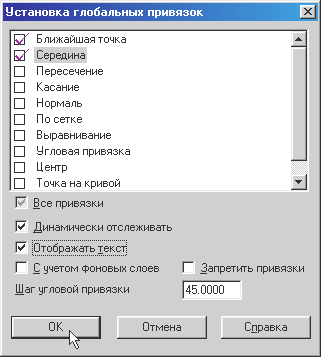 Установка глобальных привязок
Ближайшая точка
Середина
Пересечение
Касание
Нормаль
По сетке
Выравнивание
Угловая привязка
Центр
Точка на кривой
Все привязки
Динамически отслеживать
Отображать текст
С учетом фоновых слоев Запретить привязки
Шаг угловой привязки 45.0000
OK Отмена Справка